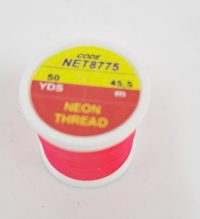 CODE
NET8775
50 45.5
YDS m
NEON
THREAD